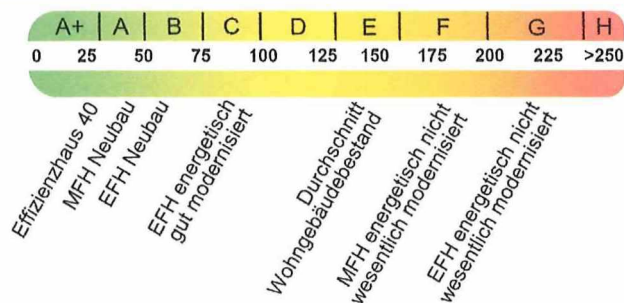 A+ A B C D E F G H
0 25 50 75 100 125 150 175 200 225 >250
Effizienzhaus 40
MFH Neubau
EFH Neubau
EFH energetisch
gut modernisiert
Durchschnitt
Wohngebäudebestand
MFH energetisch nicht
wesentlich modernisiert
EFH energetisch nicht
wesentlich modernisiert